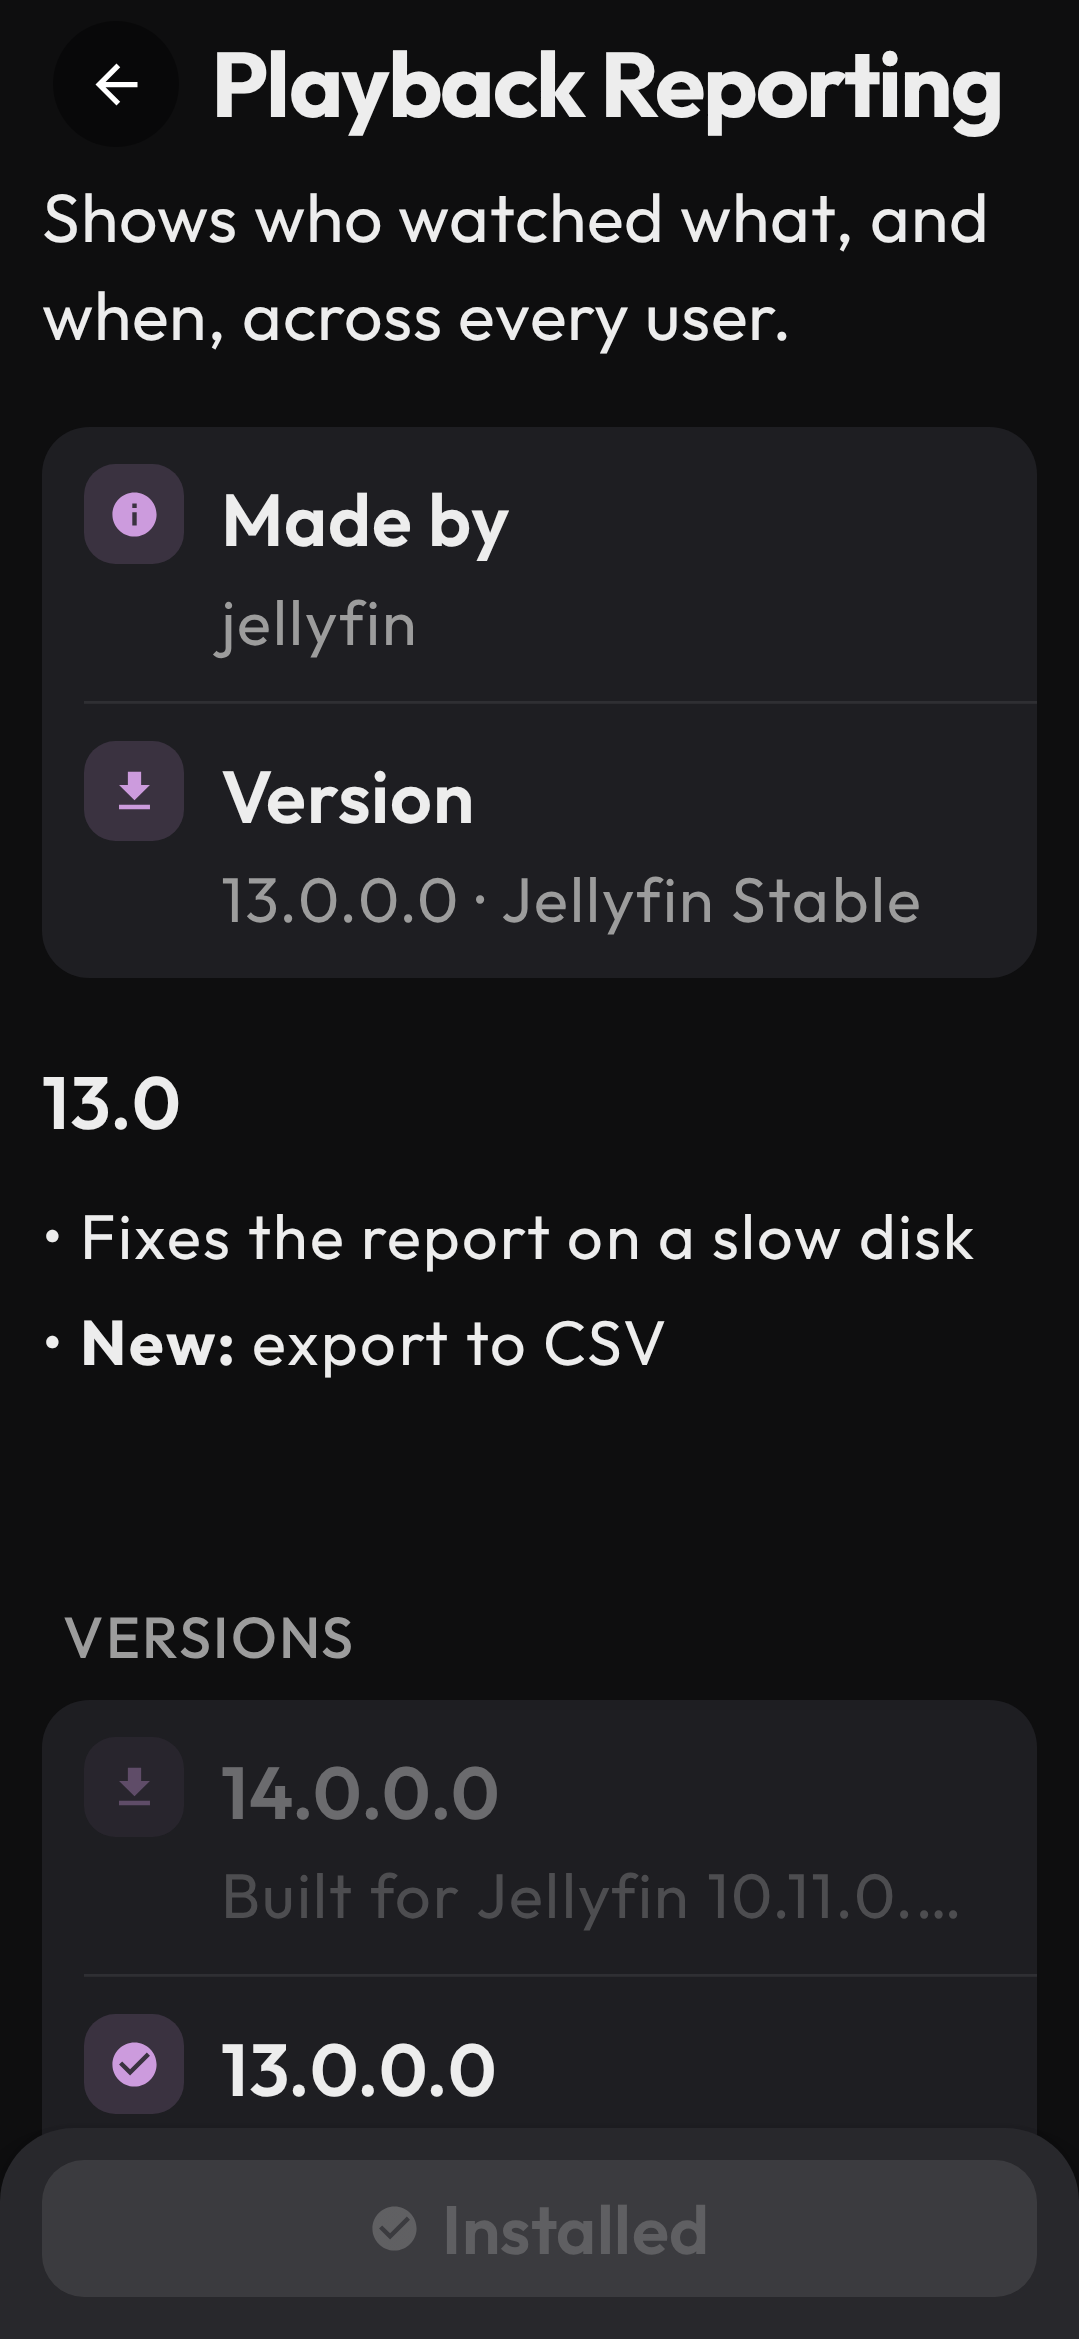 Playback Reporting
Shows who watched what, and
when, across every user.
Made by
jellyfin
Version
13.0.0.0 · Jellyfin Stable
13.0
• Fixes the report on a slow disk
• New: export to CSV
VERSIONS
14.0.0.0
Built for Jellyfin 10.11.0.…
13.0.0.0
Installed